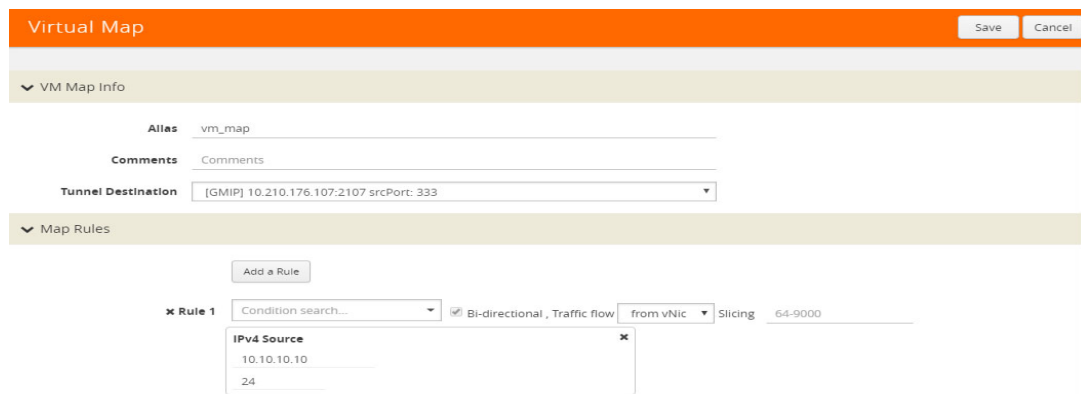 Virtual Map Save Cancel
VM Map Info
Alias vm_map
Comments Comments
Tunnel Destination [GMIP] 10.210.176.107:2107 srcPort: 333
Map Rules
Add a Rule
Rule 1 Condition search... Bi-directional , Traffic flow from vNic Slicing 64-9000
IPv4 Source
10.10.10.10
24